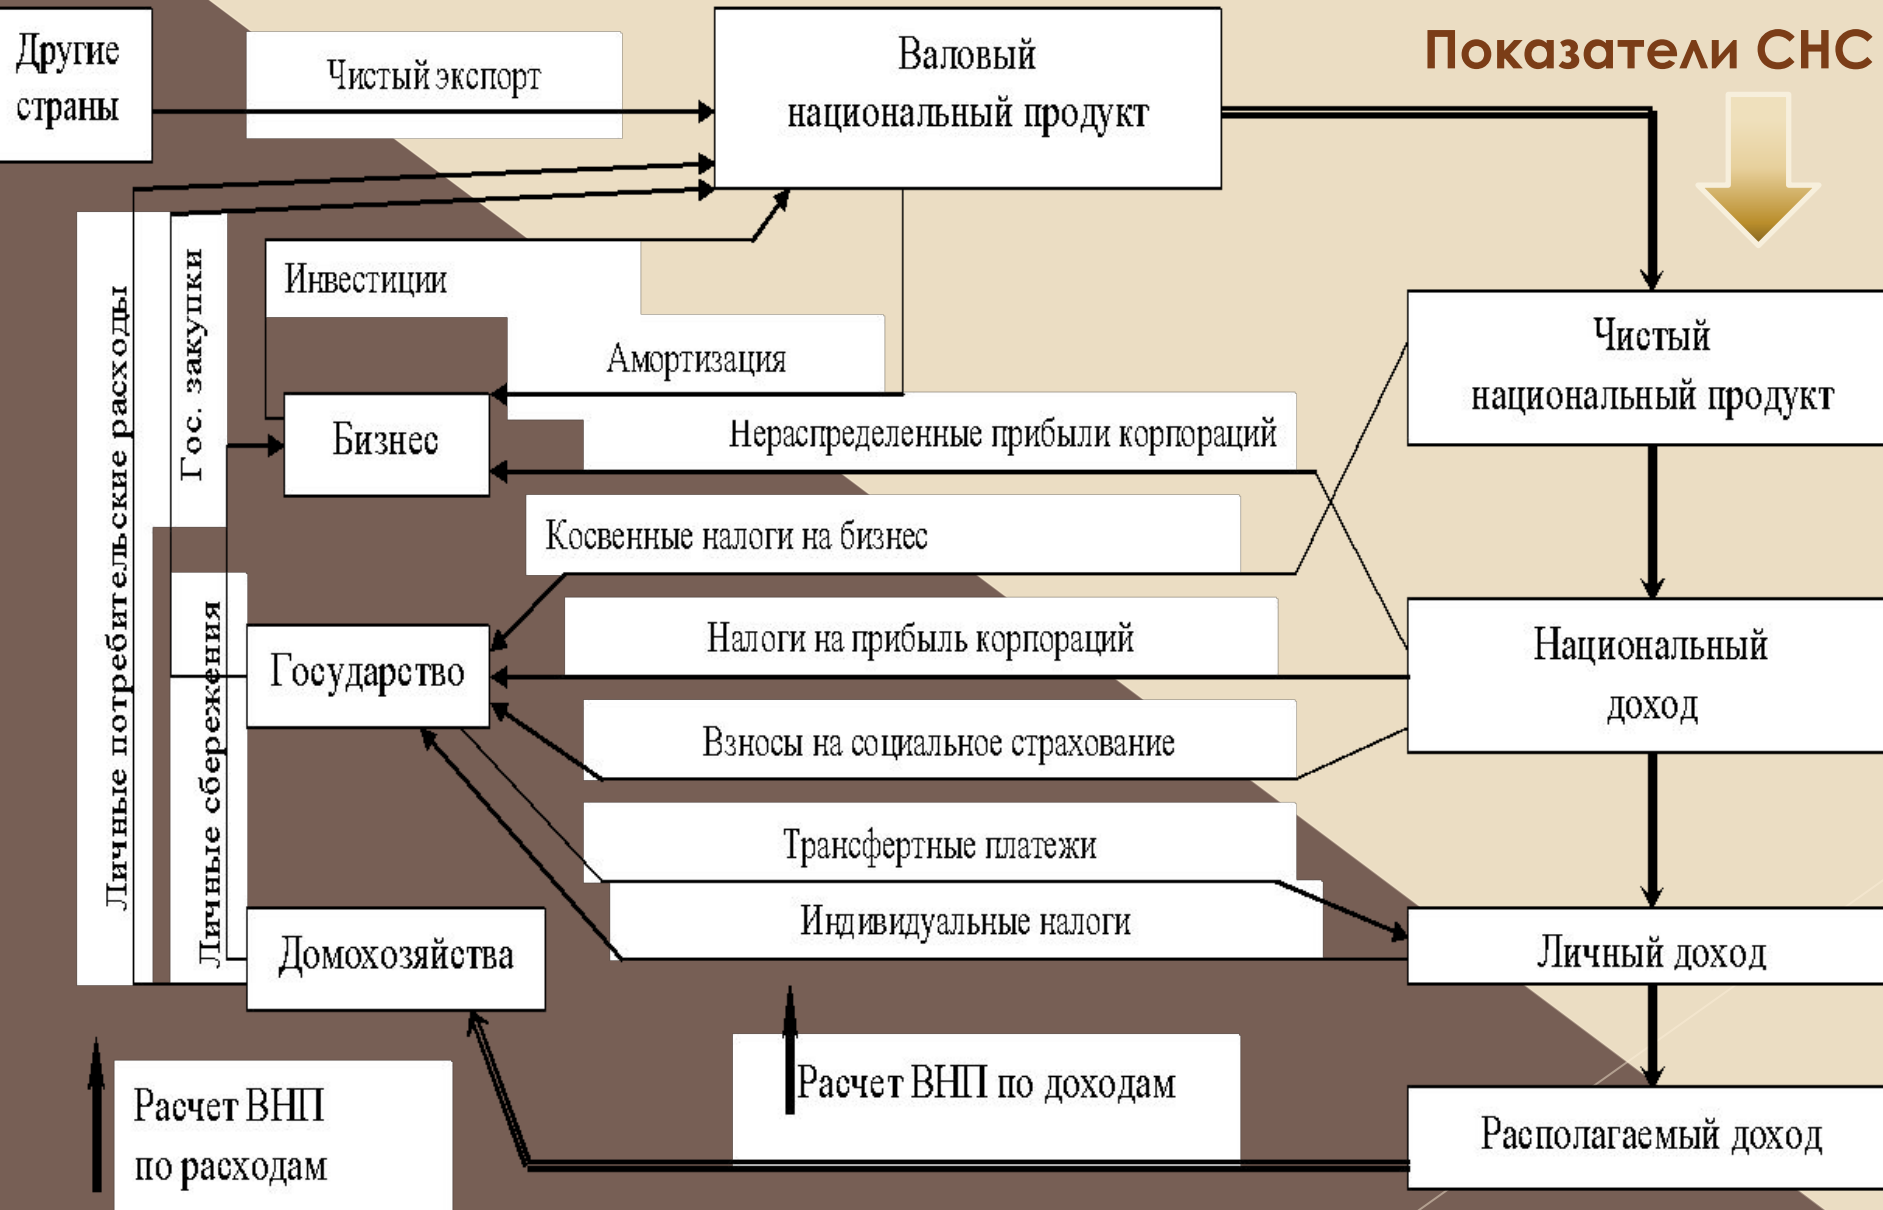 Показатели СНС
Другие
страны
Чистый экспорт
Валовый
национальный продукт
Инвестиции
Амортизация
Личные потребительские расходы
Гос. закупки
Личные сбережения
Бизнес
Нераспределенные прибыли корпораций
Косвенные налоги на бизнес
Чистый
национальный продукт
Государство
Налоги на прибыль корпораций
Национальный
доход
Взносы на социальное страхование
Трансфертные платежи
Индивидуальные налоги
Домохозяйства
Личный доход
Расчет ВНП
по расходам
Расчет ВНП по доходам
Располагаемый доход